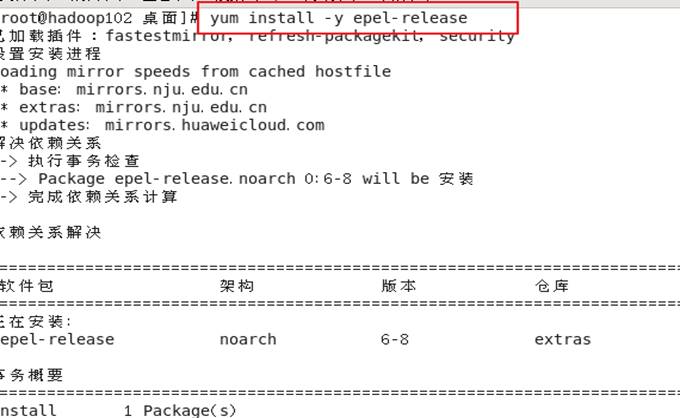 root@hadoop102 桌面]# yum install -y epel-release
已加载插件：fastestmirror, refresh-packagekit, security
设置安装进程
oading mirror speeds from cached hostfile
* base: mirrors.nju.edu.cn
* extras: mirrors.nju.edu.cn
* updates: mirrors.huaweicloud.com
解决依赖关系
-> 执行事务检查
--> Package epel-release.noarch 0:6-8 will be 安装
-> 完成依赖关系计算
依赖关系解决
================================================================================
软件包 架构 版本 仓库
================================================================================
正在安装:
epel-release noarch 6-8 extras
事务概要
================================================================================
nstall 1 Package(s)